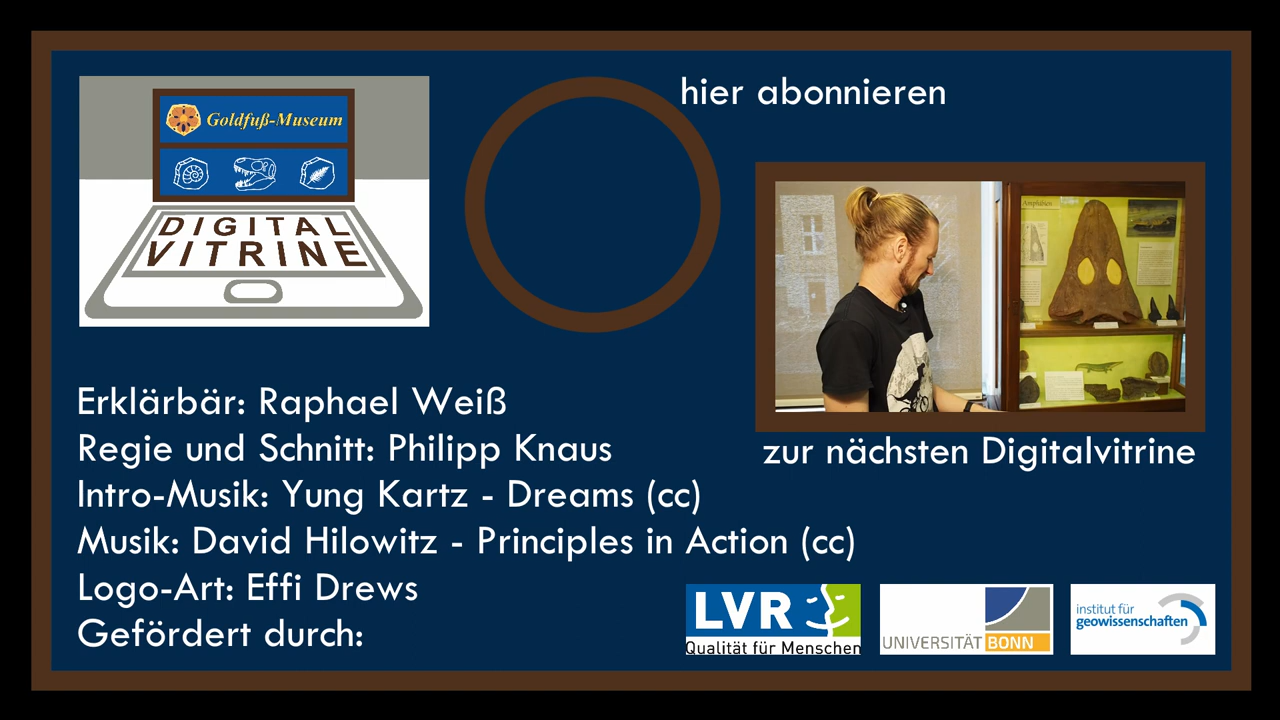 Goldfuß-Museum
DIGITAL
VITRINE
hier abonnieren
Amphibien
zur nächsten Digitalvitrine
Erklärbär: Raphael Weiß
Regie und Schnitt: Philipp Knaus
Intro-Musik: Yung Kartz - Dreams (cc)
Musik: David Hilowitz - Principles in Action (cc)
Logo-Art: Effi Drews
Gefördert durch:
LVR
Qualität für Menschen
UNIVERSITÄT BONN
institut für
geowissenschaften